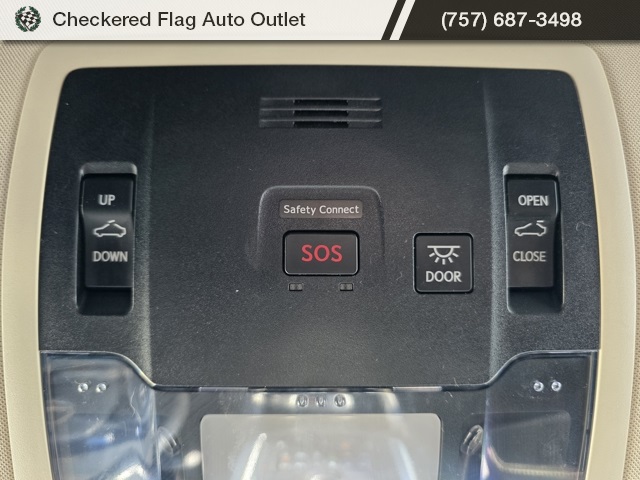 Checkered Flag Auto Outlet
(757) 687-3498
UP
DOWN
Safety Connect
SOS
DOOR
OPEN
CLOSE